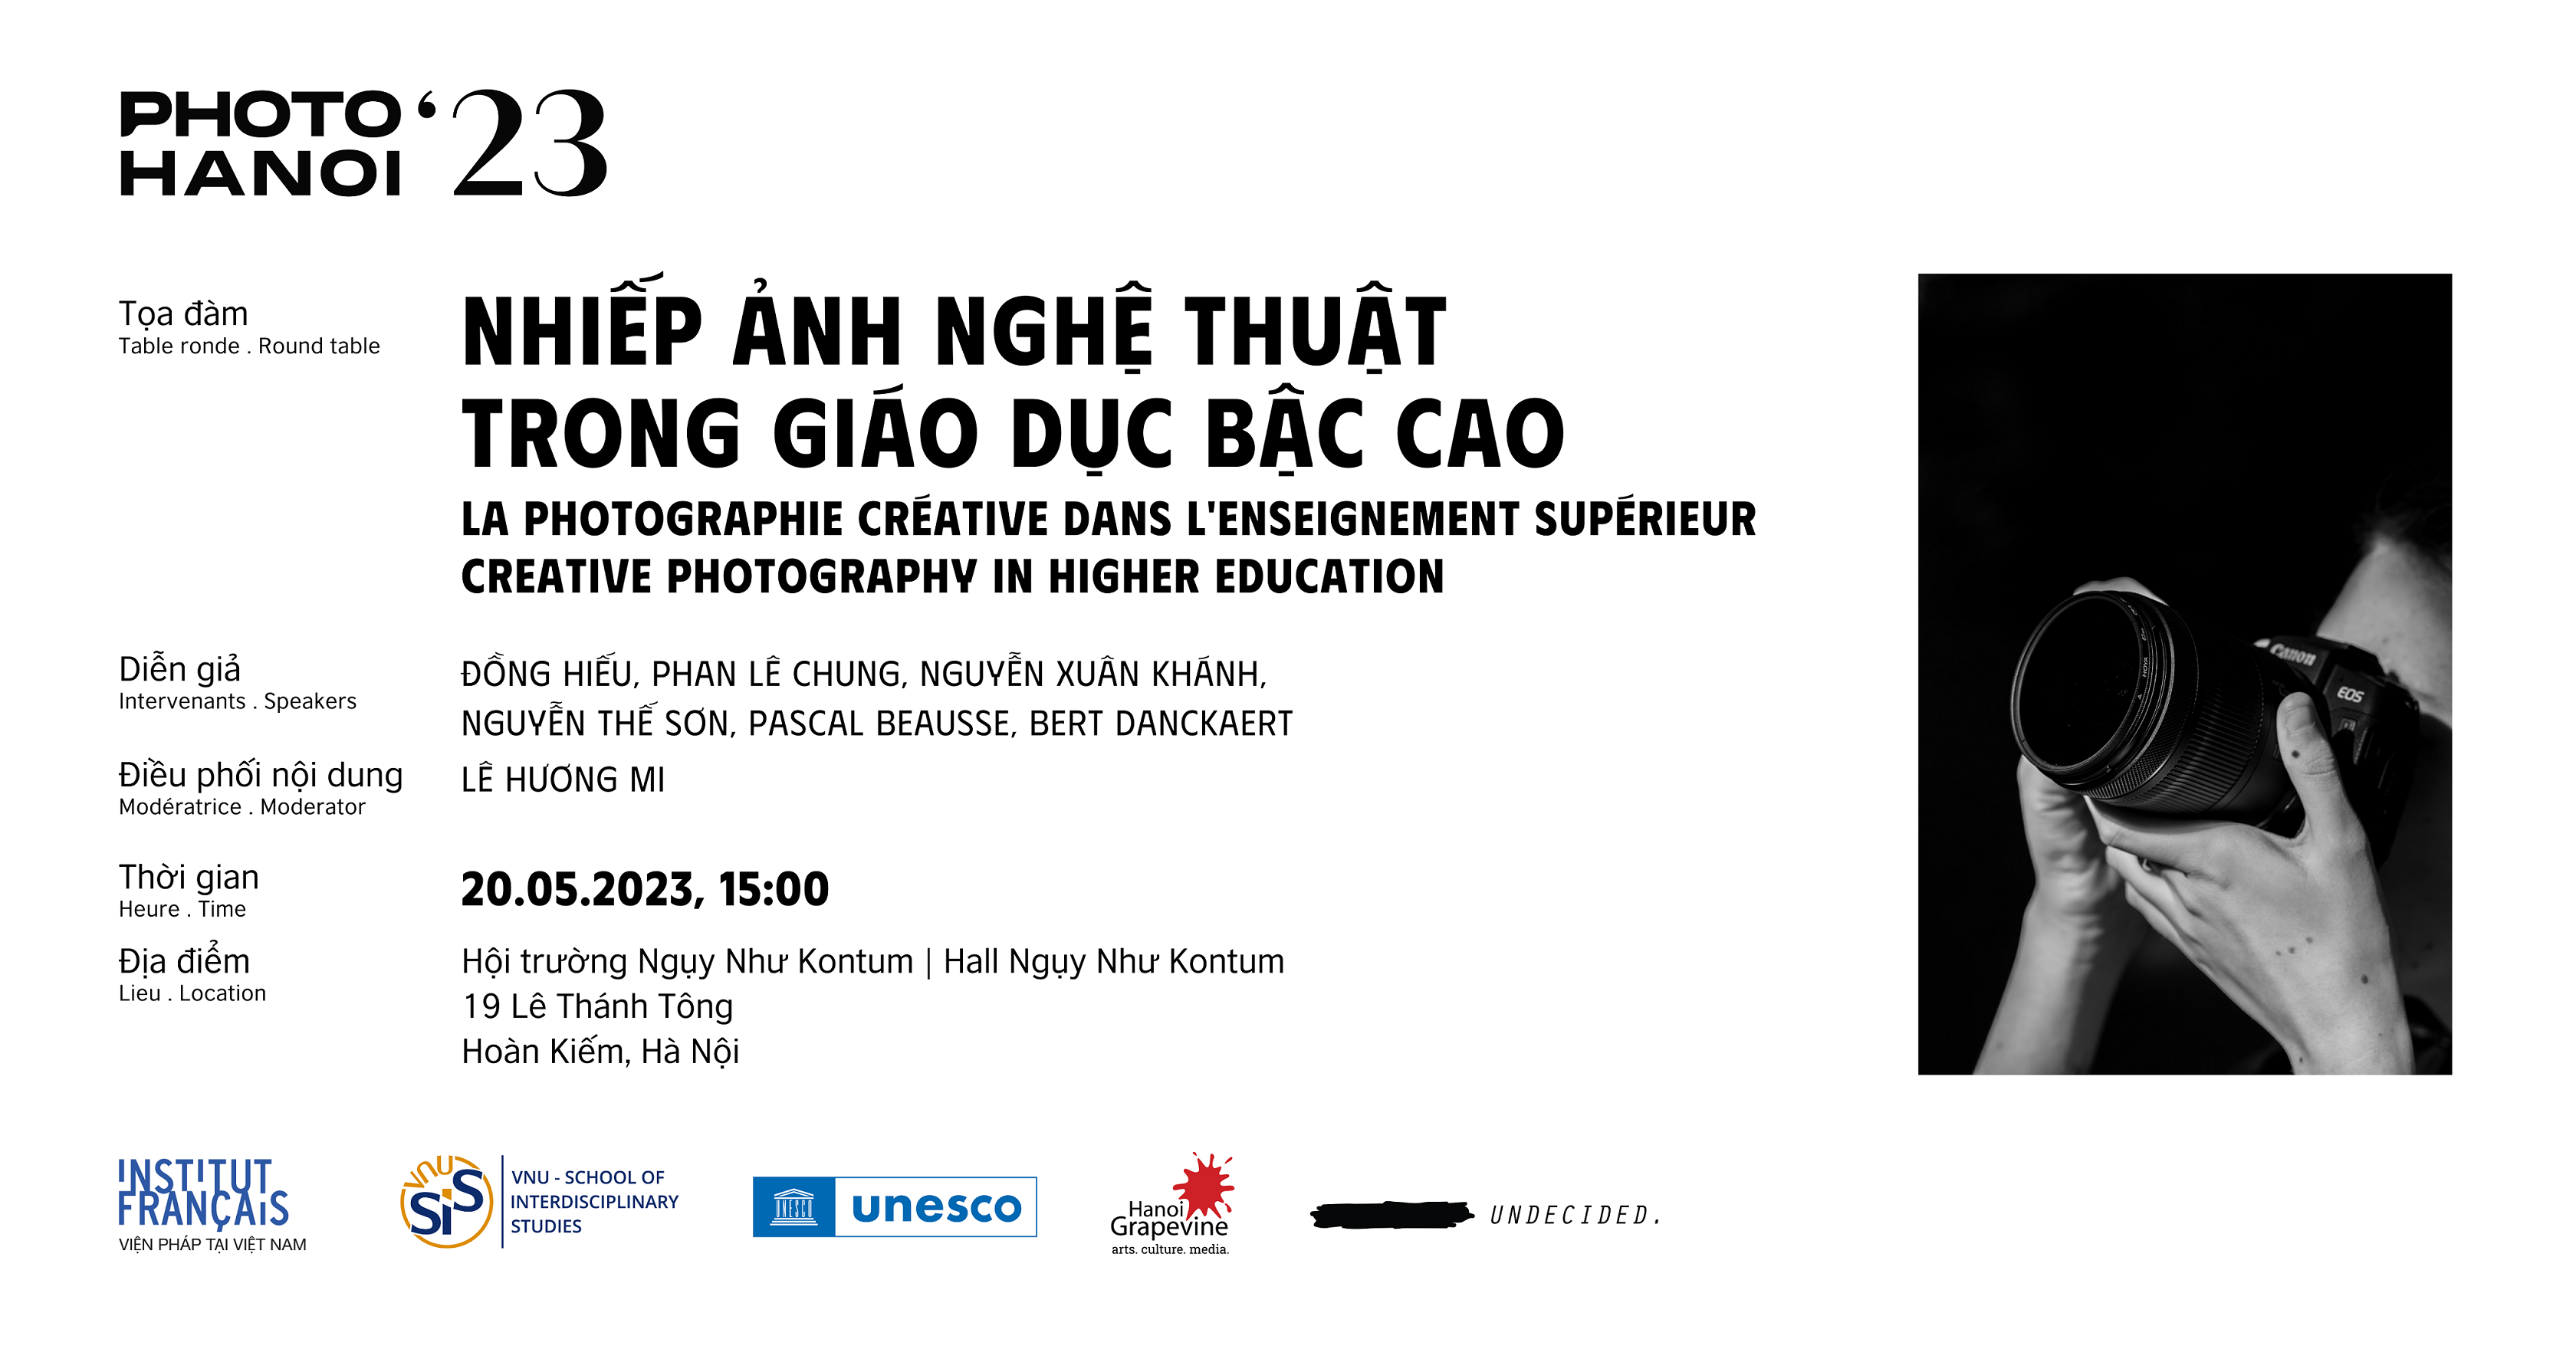 PHOTO
HANOI ‘23
Tọa đàm
Table ronde . Round table
NHIẾP ẢNH NGHỆ THUẬT
TRONG GIÁO DỤC BẬC CAO
LA PHOTOGRAPHIE CRÉATIVE DANS L'ENSEIGNEMENT SUPÉRIEUR
CREATIVE PHOTOGRAPHY IN HIGHER EDUCATION
Diễn giả
Intervenants . Speakers
ĐỒNG HIẾU, PHAN LÊ CHUNG, NGUYỄN XUÂN KHÁNH,
NGUYỄN THẾ SƠN, PASCAL BEAUSSE, BERT DANCKAERT
Điều phối nội dung
Modératrice . Moderator
LÊ HƯƠNG MI
Thời gian
Heure . Time
20.05.2023, 15:00
Địa điểm
Lieu . Location
Hội trường Ngụy Như Kontum | Hall Ngụy Như Kontum
19 Lê Thánh Tông
Hoàn Kiếm, Hà Nội
Canon
EOS
HOYA
INSTITUT
FRANÇAIS
VIỆN PHÁP TẠI VIỆT NAM
VNU
SIS
VNU - SCHOOL OF
INTERDISCIPLINARY
STUDIES
UNESCO
unesco
Hanoi
Grapevine
arts. culture. media.
UNDECIDED.